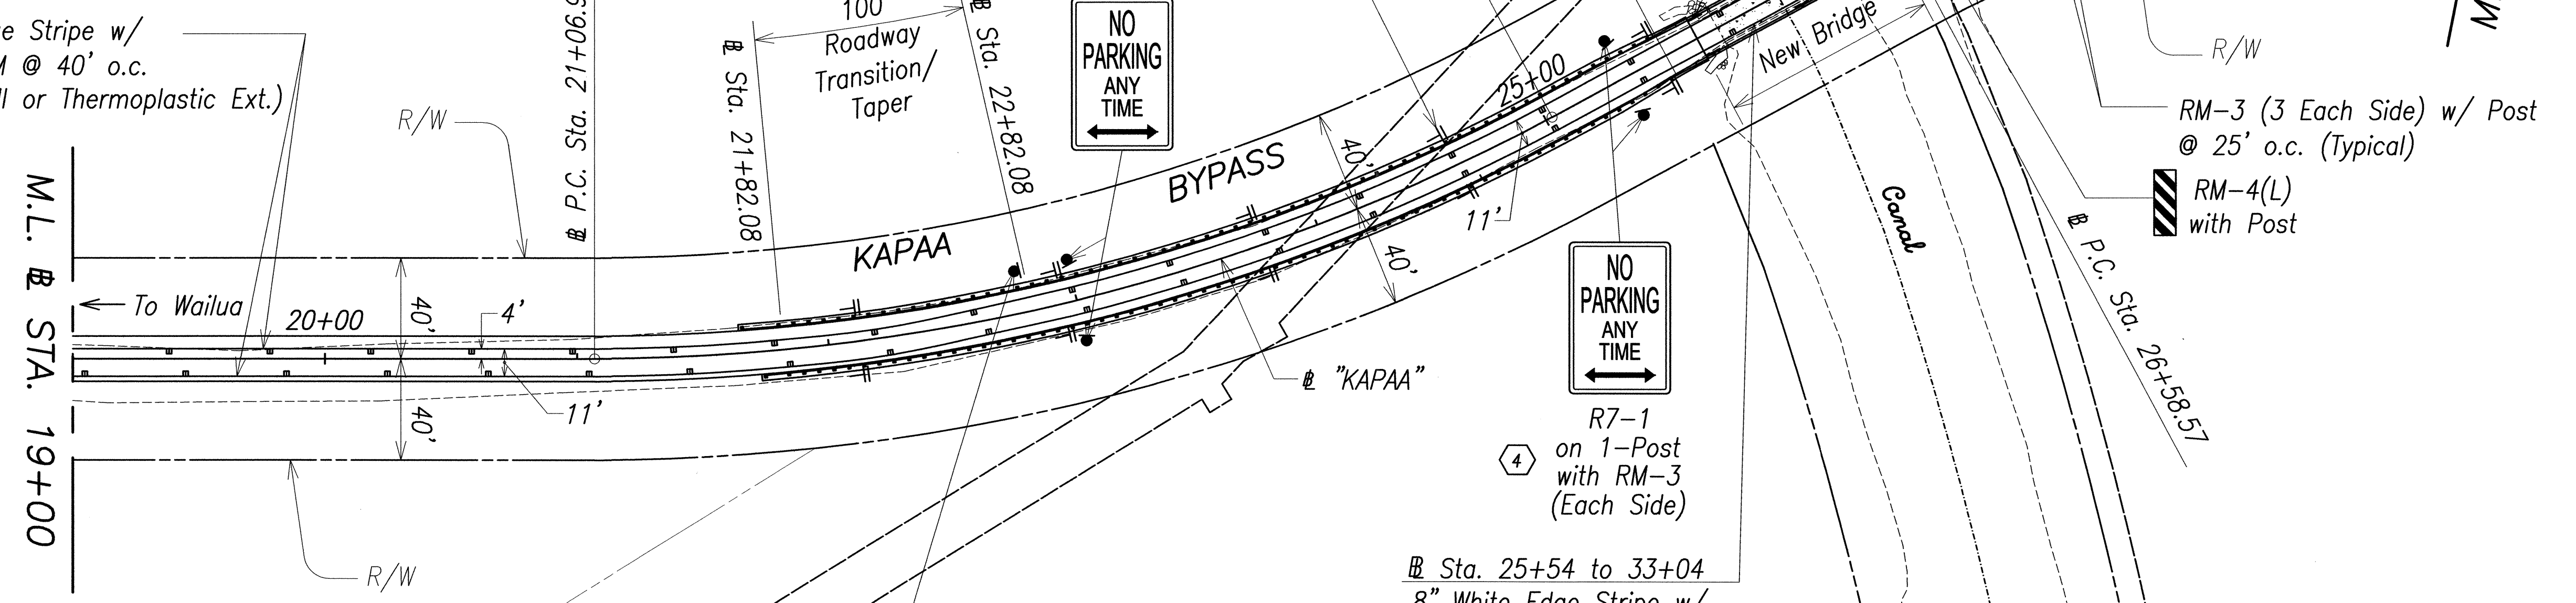 Stripe w/
@ 40' o.c.
or Thermoplastic Ext.)
R/W
M.L. ℄ STA. 19+00
To Wailua
20+00
40'
40'
4'
11'
R/W
℄ P.C. Sta. 21+06.9
℄ Sta. 21+82.08
100
Roadway
Transition/
Taper
℄ Sta. 22+82.08
NO
PARKING
ANY
TIME
KAPAA BYPASS
40'
40'
11'
25+00
℄ "KAPAA"
NO
PARKING
ANY
TIME
R7-1
4
on 1-Post
with RM-3
(Each Side)
℄ Sta. 25+54 to 33+04
8" White Edge Stripe w/
New Bridge
Canal
℄ P.C. Sta. 26+58.57
R/W
RM-3 (3 Each Side) w/ Post
@ 25' o.c. (Typical)
RM-4(L)
with Post